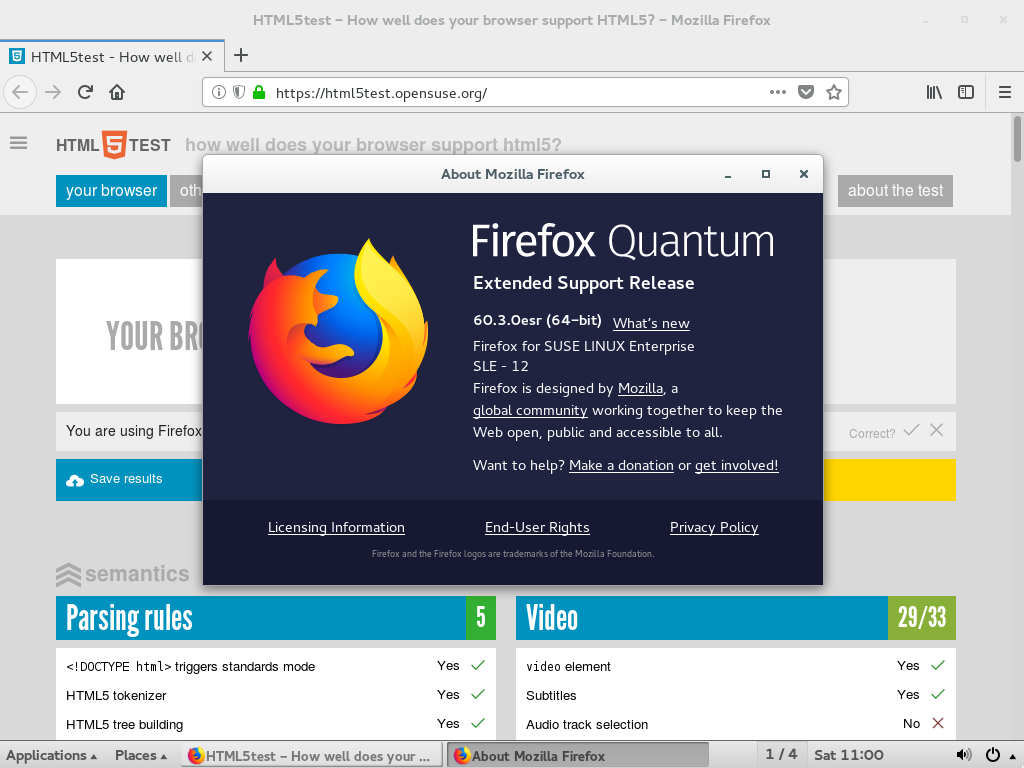 HTML5test – How well does your browser support HTML5? – Mozilla Firefox
HTML5test - How well d
https://html5test.opensuse.org/
HTML 5 TEST how well does your browser support html5?
your browser
oth
about the test
About Mozilla Firefox
Firefox Quantum
Extended Support Release
60.3.0esr (64-bit) What's new
Firefox for SUSE LINUX Enterprise
SLE - 12
Firefox is designed by Mozilla, a
global community working together to keep the
Web open, public and accessible to all.
Want to help? Make a donation or get involved!
Licensing Information End-User Rights Privacy Policy
Firefox and the Firefox logos are trademarks of the Mozilla Foundation.
YOUR BRO
You are using Firefox
Correct?
Save results
semantics
Parsing rules 5
<!DOCTYPE html> triggers standards mode Yes
HTML5 tokenizer Yes
HTML5 tree building Yes
Video 29/33
video element Yes
Subtitles Yes
Audio track selection No
Applications Places HTML5test – How well does your ... About Mozilla Firefox 1 / 4 Sat 11:00